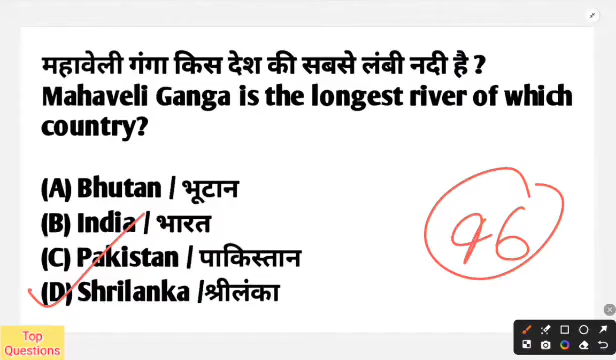 महावेली गंगा किस देश की सबसे लंबी नदी है ?
Mahaveli Ganga is the longest river of which
country?
(A) Bhutan / भूटान
(B) India / भारत
(C) Pakistan / पाकिस्तान
(D) Shrilanka /श्रीलंका
96
Top
Questions